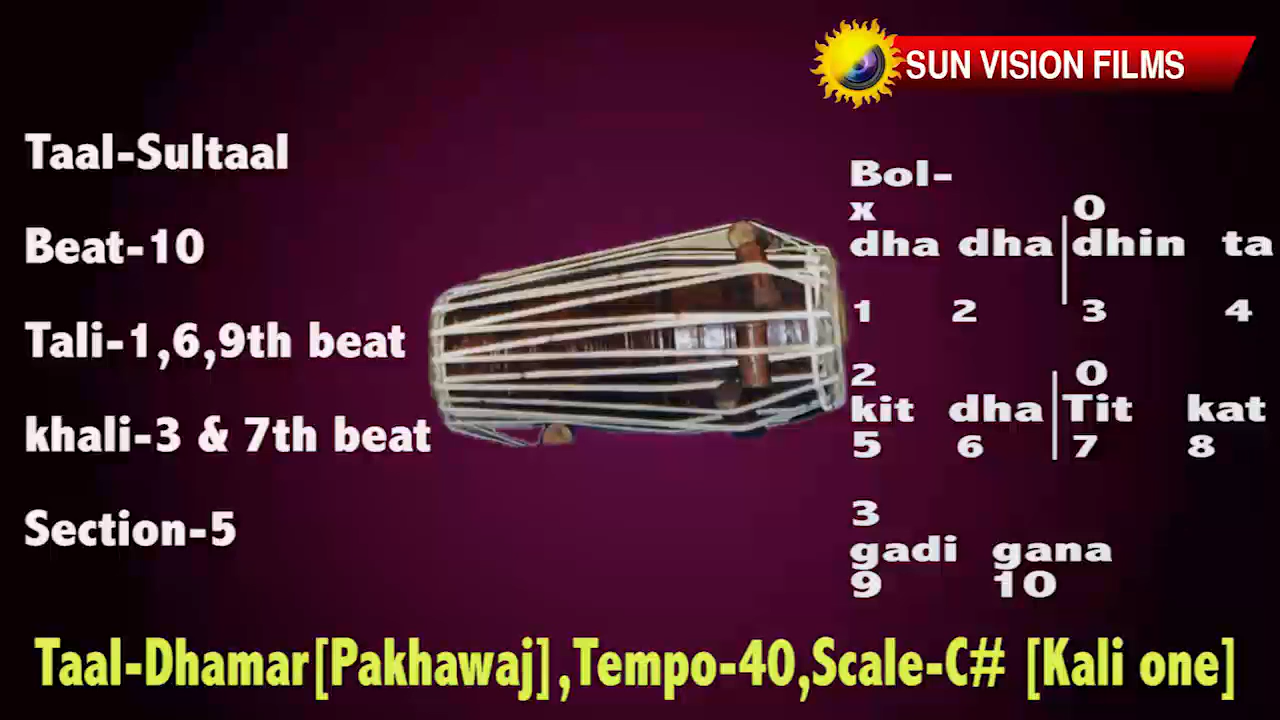 SUN VISION FILMS
Taal-Sultaal
Beat-10
Tali-1,6,9th beat
khali-3 & 7th beat
Section-5
Bol-
x 0
dha dha dhin ta
1 2 3 4
2 0
kit dha Tit kat
5 6 7 8
3
gadi gana
9 10
Taal-Dhamar[Pakhawaj],Tempo-40,Scale-C# [Kali one]